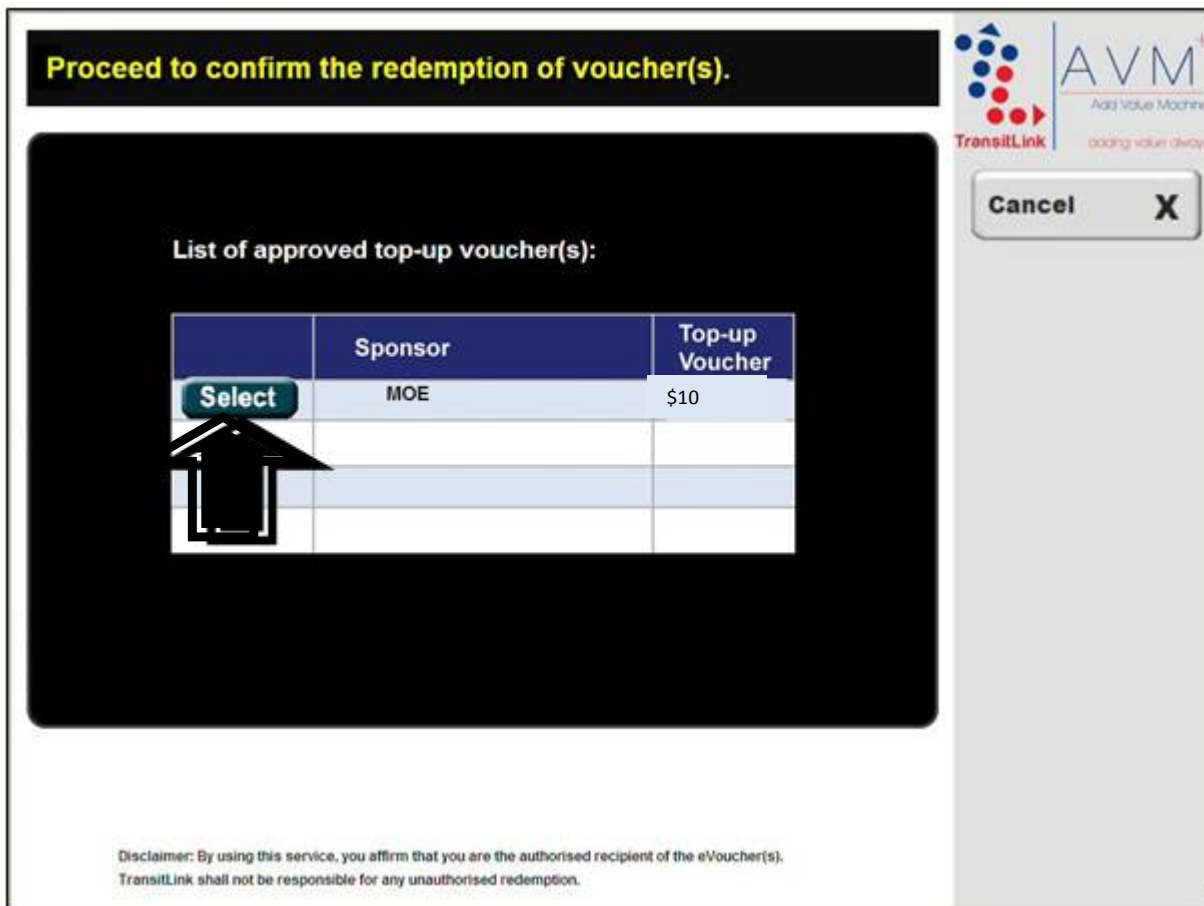 Proceed to confirm the redemption of voucher(s).
AVM+
Add Value Machine
TransitLink
adding value
Cancel X
List of approved top-up voucher(s):
Sponsor
Top-up
Voucher
Select MOE $10
Disclaimer: By using this service, you affirm that you are the authorised recipient of the eVoucher(s).
TransitLink shall not be responsible for any unauthorised redemption.